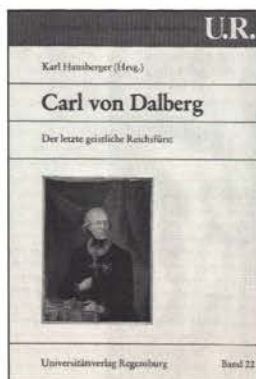 U.R.
Karl Hausberger (Hrsg.)
Carl von Dalberg
Der letzte geistliche Reichsfürst
Universitätsverlag Regensburg Band 22